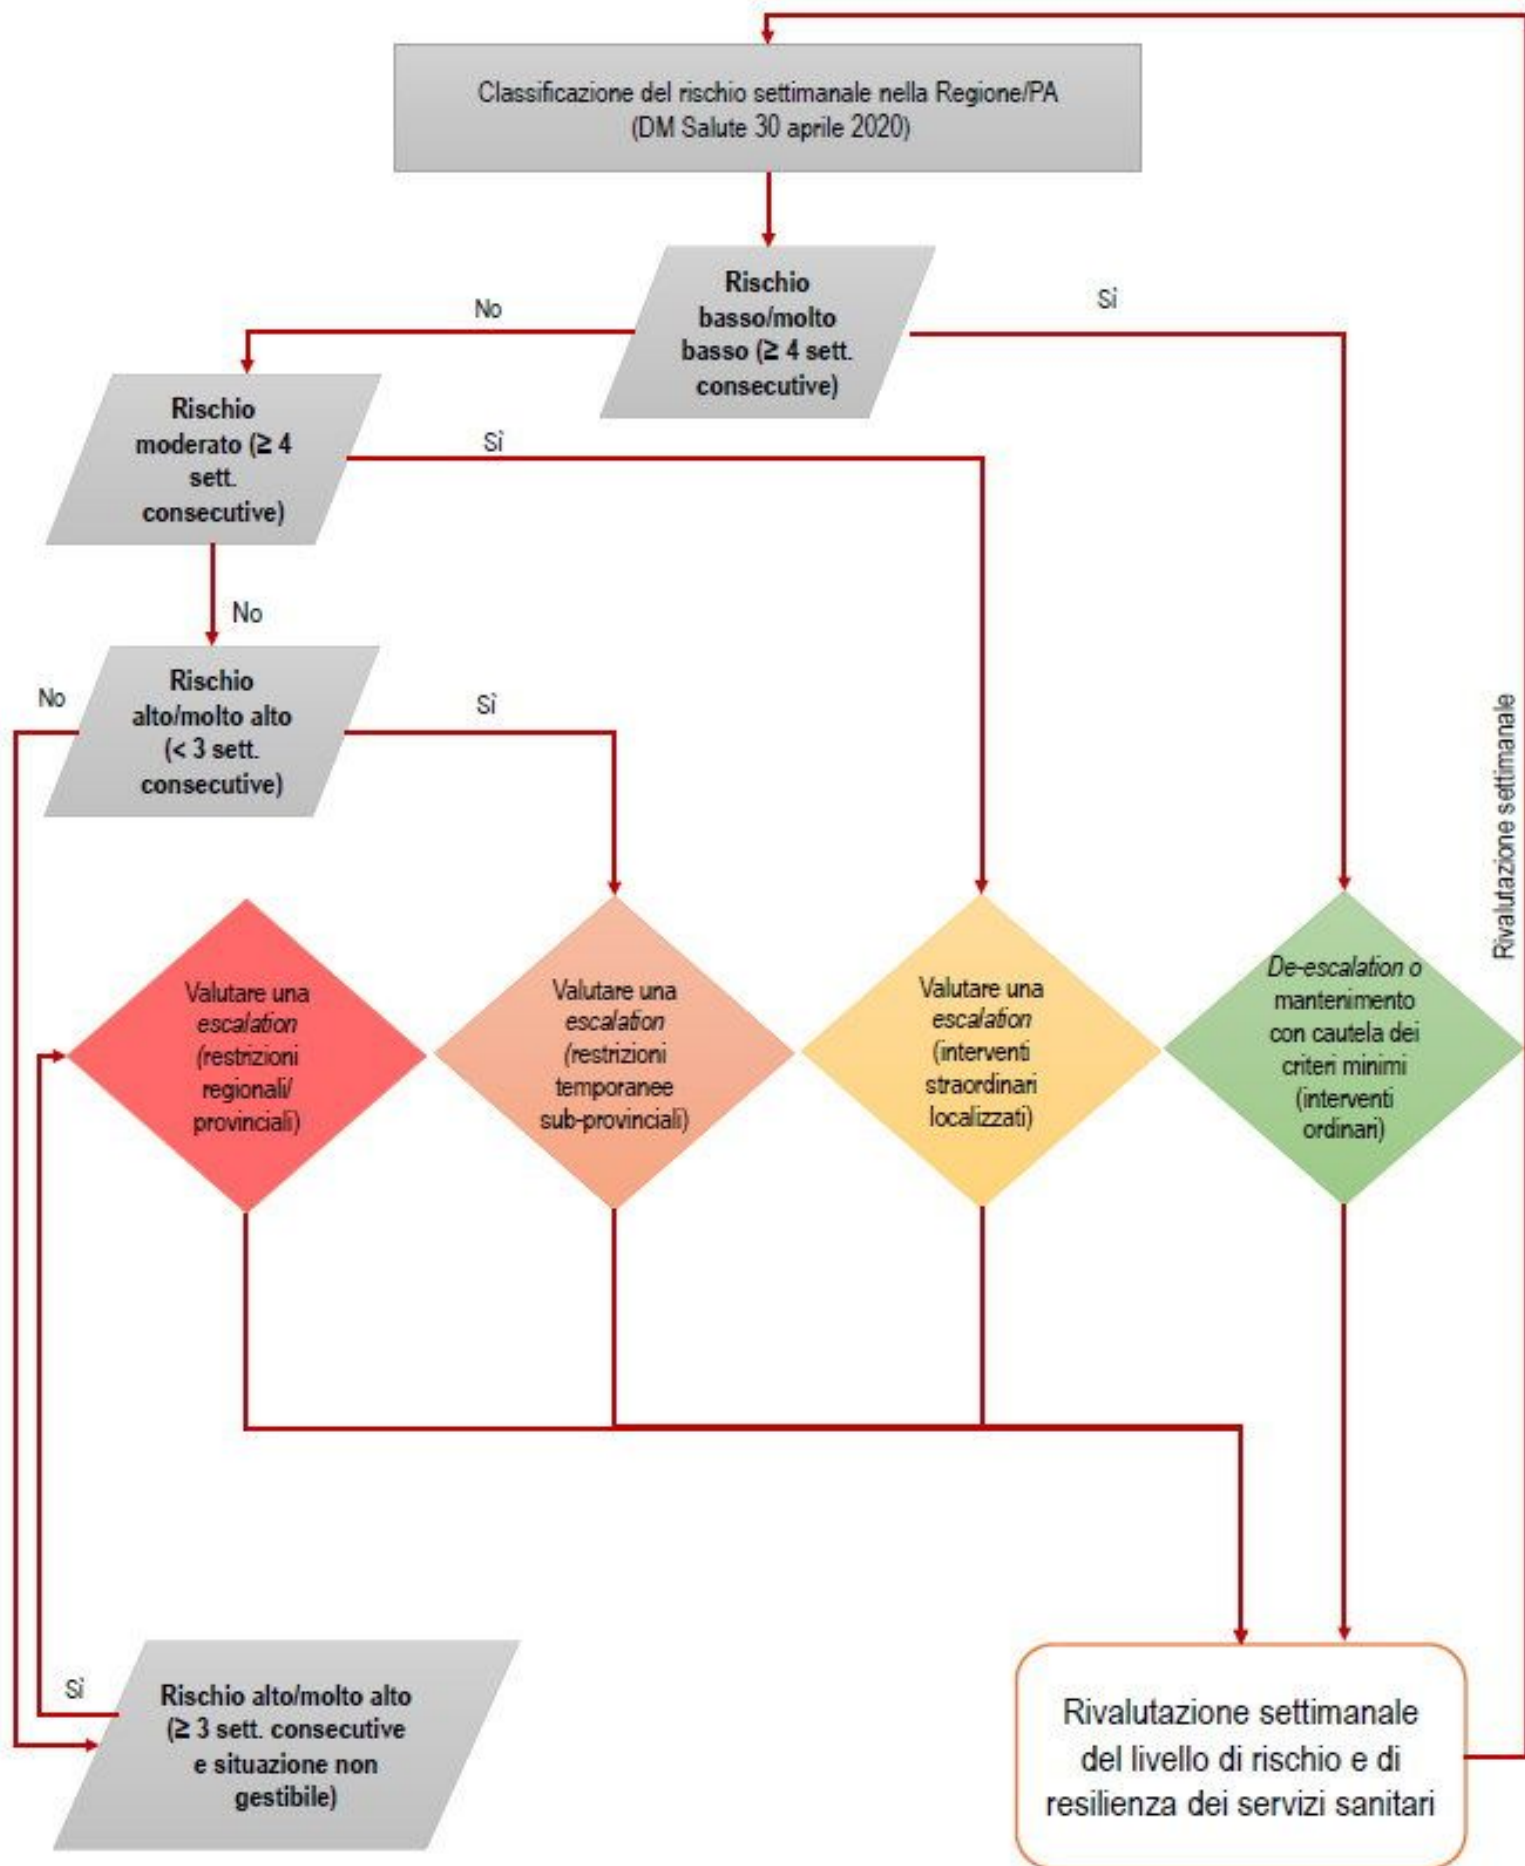 Classificazione del rischio settimanale nella Regione/PA
(DM Salute 30 aprile 2020)
Rischio
basso/molto
basso (≥ 4 sett.
consecutive)
No
Sì
Rischio
moderato (≥ 4
sett.
consecutive)
Sì
No
Rischio
alto/molto alto
(< 3 sett.
consecutive)
No
Sì
Rivalutazione settimanale
Valutare una
escalation
(restrizioni
regionali/
provinciali)
Valutare una
escalation
(restrizioni
temporanee
sub-provinciali)
Valutare una
escalation
(interventi
straordinari
localizzati)
De-escalation o
mantenimento
con cautela dei
criteri minimi
(interventi
ordinari)
Sì
Rischio alto/molto alto
(≥ 3 sett. consecutive
e situazione non
gestibile)
Rivalutazione settimanale
del livello di rischio e di
resilienza dei servizi sanitari